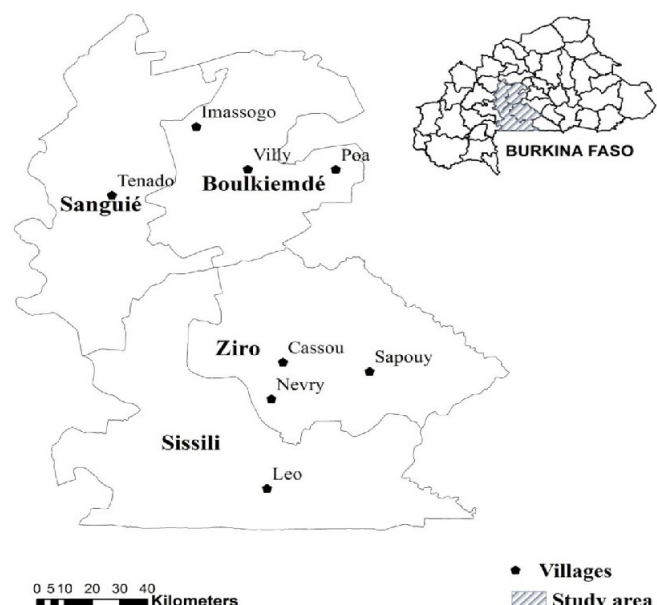 Imassogo
Villy
Poa
Boulkiemdé
Tenado
Sanguié
BURKINA FASO
Ziro
Cassou
Sapouy
Nevry
Sissili
Leo
Villages
0 5 10 20 30 40
Kilometers
Study area